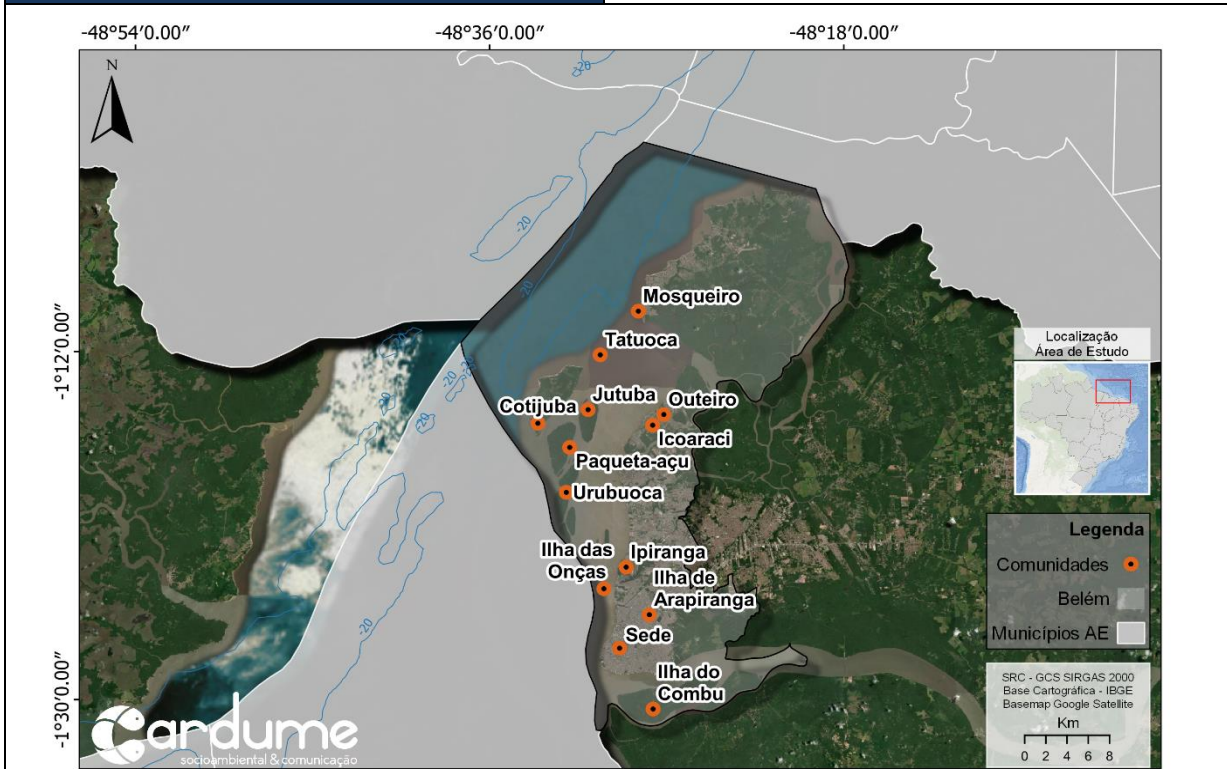 -48°54'0.00"
-48°36'0.00"
-48°18'0.00"
N
-20
-20
-20
Mosqueiro
Tatuoca
-1°12'0.00"
-20
-20
-20
-20
Jutuba
Outeiro
Cotijuba
Icoaraci
Paqueta-açu
Urubuoca
Ilha das
Onças
Ipiranga
Ilha de
Arapiranga
Sede
Ilha do
Combu
-20
-1°30'0.00"
Localização
Área de Estudo
Legenda
Comunidades
Belém
Municípios AE
SRC - GCS SIRGAS 2000
Base Cartográfica - IBGE
Basemap Google Satellite
Km
0 2 4 6 8
Cardume
socioambiental & comunicação